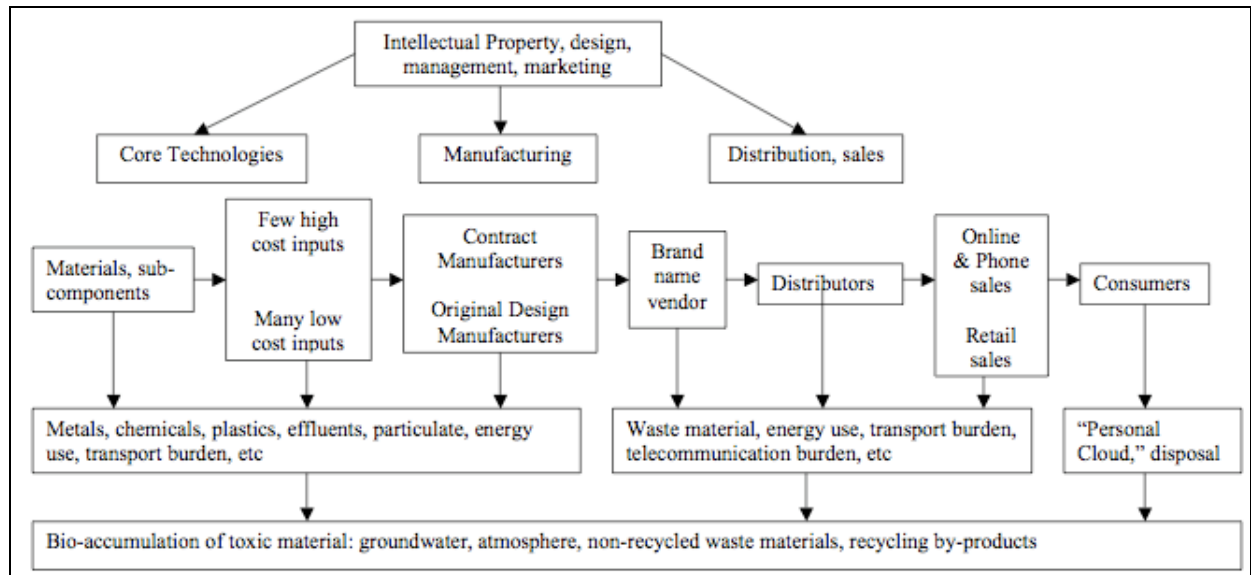 Intellectual Property, design,
management, marketing
Core Technologies
Manufacturing
Distribution, sales
Materials, sub-
components
Few high
cost inputs
Many low
cost inputs
Contract
Manufacturers
Original Design
Manufacturers
Brand
name
vendor
Distributors
Online
& Phone
sales
Retail
sales
Consumers
Metals, chemicals, plastics, effluents, particulate, energy
use, transport burden, etc
Waste material, energy use, transport burden,
telecommunication burden, etc
“Personal
Cloud,” disposal
Bio-accumulation of toxic material: groundwater, atmosphere, non-recycled waste materials, recycling by-products